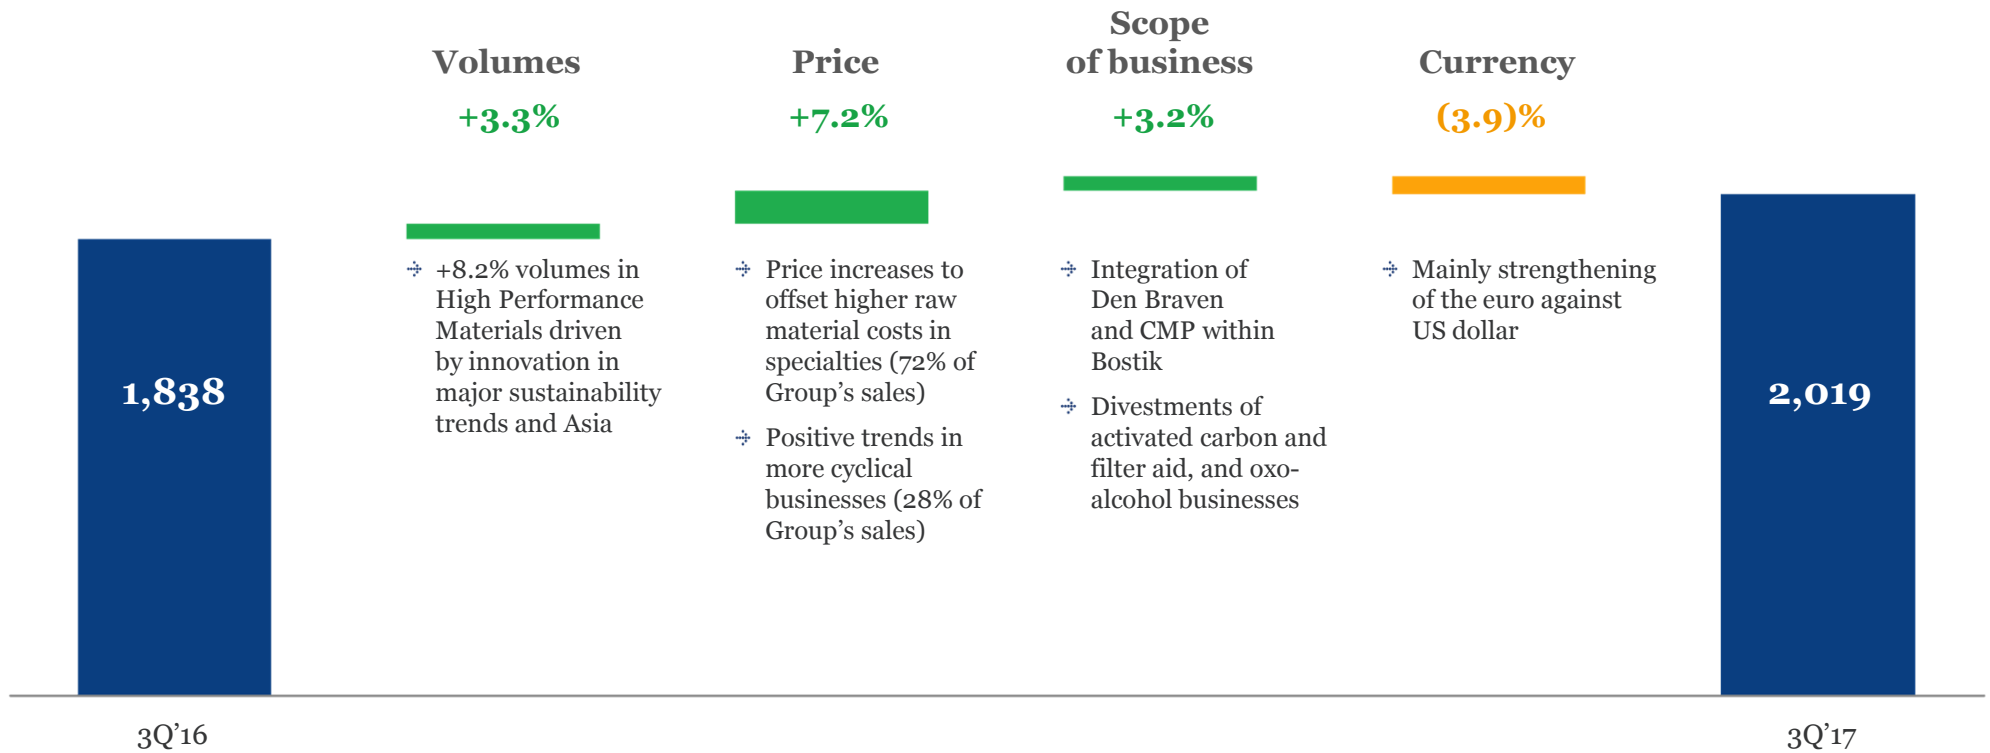 Volumes
+3.3%
Price
+7.2%
Scope
of business
+3.2%
Currency
(3.9)%
+8.2% volumes in
High Performance
Materials driven
by innovation in
major sustainability
trends and Asia
Price increases to
offset higher raw
material costs in
specialties (72% of
Group’s sales)
Positive trends in
more cyclical
businesses (28% of
Group’s sales)
Integration of
Den Braven
and CMP within
Bostik
Divestments of
activated carbon and
filter aid, and oxo-
alcohol businesses
Mainly strengthening
of the euro against
US dollar
1,838
2,019
3Q’16
3Q’17